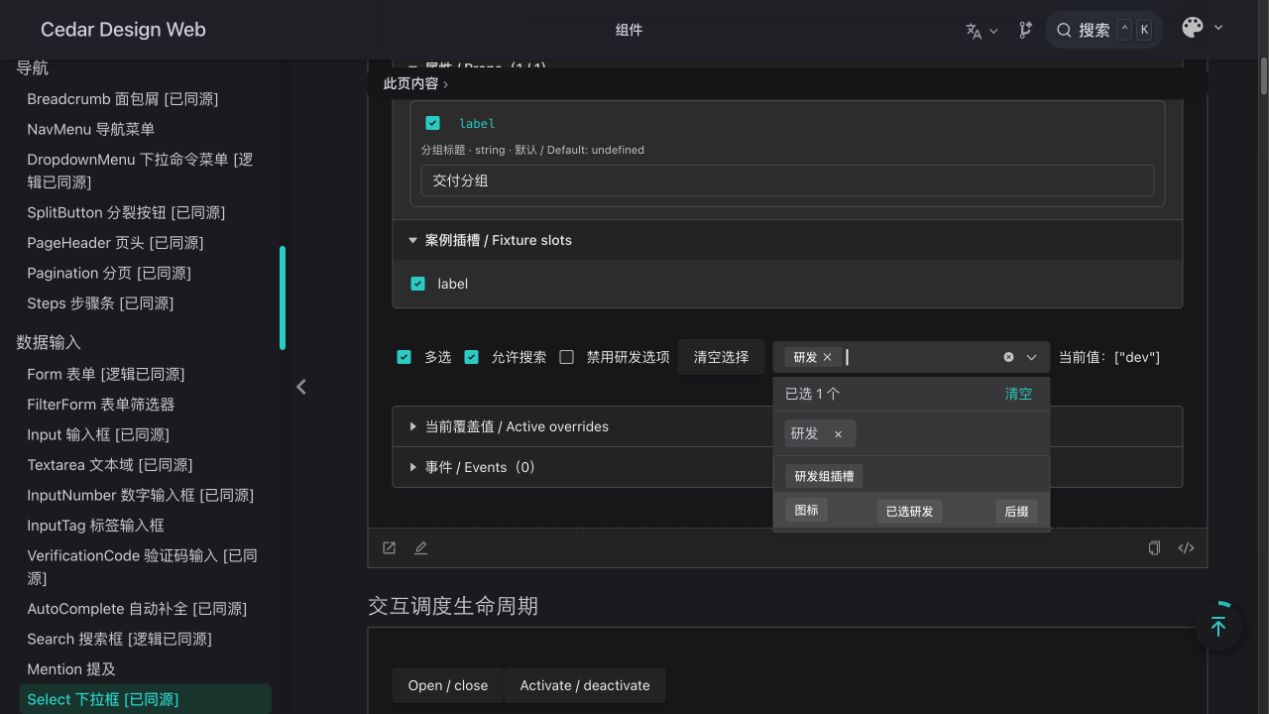 Cedar Design Web
组件
搜索
^
K
导航
Breadcrumb 面包屑 [已同源]
NavMenu 导航菜单
DropdownMenu 下拉命令菜单 [逻
辑已同源]
SplitButton 分裂按钮 [已同源]
PageHeader 页头 [已同源]
Pagination 分页 [已同源]
Steps 步骤条 [已同源]
数据输入
Form 表单 [逻辑已同源]
FilterForm 表单筛选器
Input 输入框 [已同源]
Textarea 文本域 [已同源]
InputNumber 数字输入框 [已同源]
InputTag 标签输入框
VerificationCode 验证码输入 [已同
源]
AutoComplete 自动补全 [已同源]
Search 搜索框 [逻辑已同源]
Mention 提及
Select 下拉框 [已同源]
属性 / Props（1 / 1）
此页内容 ›
label
分组标题 · string · 默认 / Default: undefined
交付分组
案例插槽 / Fixture slots
label
多选 允许搜索 禁用研发选项 清空选择 研发 × 当前值：["dev"]
已选 1 个 清空
研发 ×
研发组插槽
图标 已选研发 后缀
当前覆盖值 / Active overrides
事件 / Events（0）
交互调度生命周期
Open / close Activate / deactivate